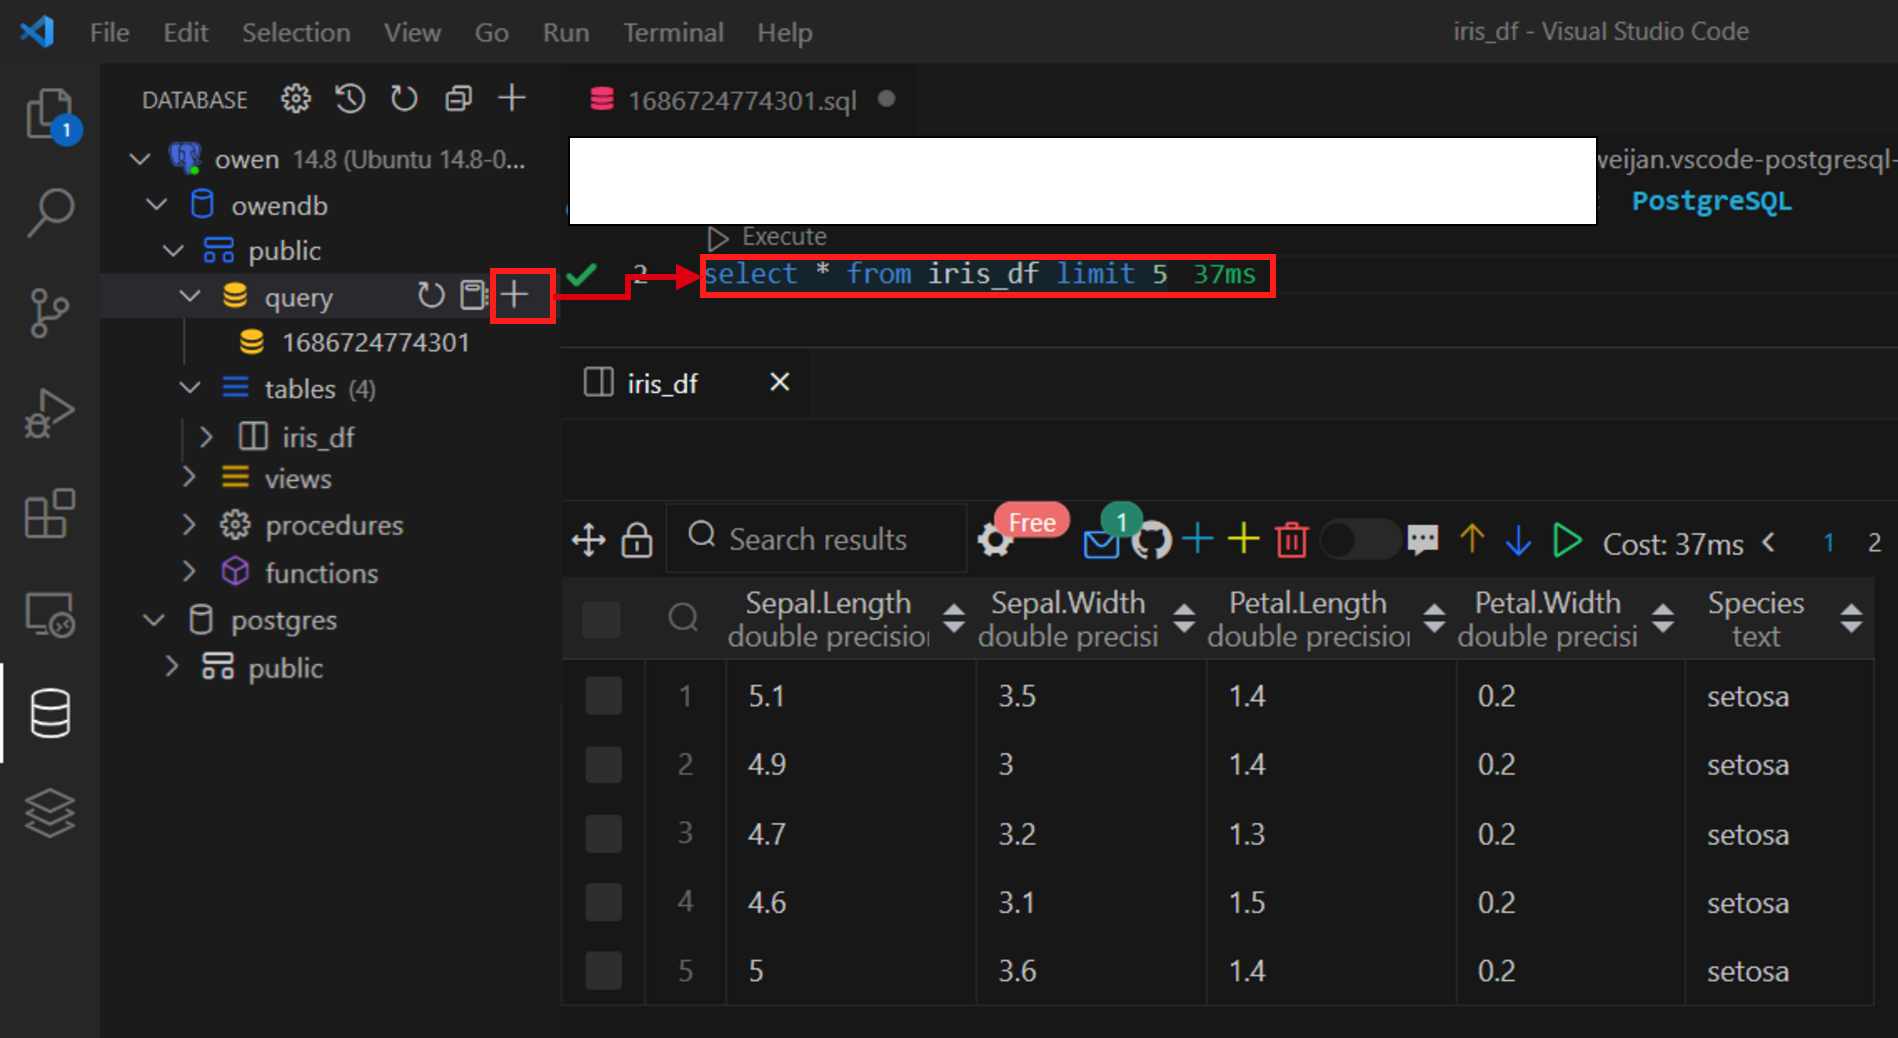 File Edit Selection View Go Run Terminal Help iris_df - Visual Studio Code
1
DATABASE
owen 14.8 (Ubuntu 14.8-0...
owendb
public
query
1686724774301
tables (4)
iris_df
views
procedures
functions
postgres
public
1686724774301.sql
weijan.vscode-postgresql-
PostgreSQL
Execute
2 select * from iris_df limit 5 37ms
iris_df
Search results Free 1 Cost: 37ms 1 2
Sepal.Length Sepal.Width Petal.Length Petal.Width Species
double precision double precisi double precision double precisi text
1 5.1 3.5 1.4 0.2 setosa
2 4.9 3 1.4 0.2 setosa
3 4.7 3.2 1.3 0.2 setosa
4 4.6 3.1 1.5 0.2 setosa
5 5 3.6 1.4 0.2 setosa